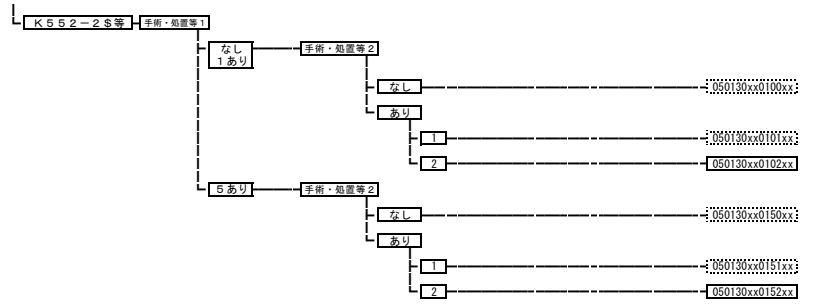 Ｋ５５２－２＄等 手術・処置等１
なし 手術・処置等２
１あり
なし 050130xx0100xx
あり
1 050130xx0101xx
2 050130xx0102xx
５あり 手術・処置等２
なし 050130xx0150xx
あり
1 050130xx0151xx
2 050130xx0152xx